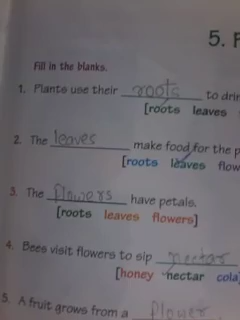 5. F
Fill in the blanks.
1. Plants use their roots to drin
[roots leaves
2. The leaves make food for the p
[roots leaves flow
3. The flowers have petals.
[roots leaves flowers]
4. Bees visit flowers to sip nectar
[honey nectar cola
5. A fruit grows from a flower